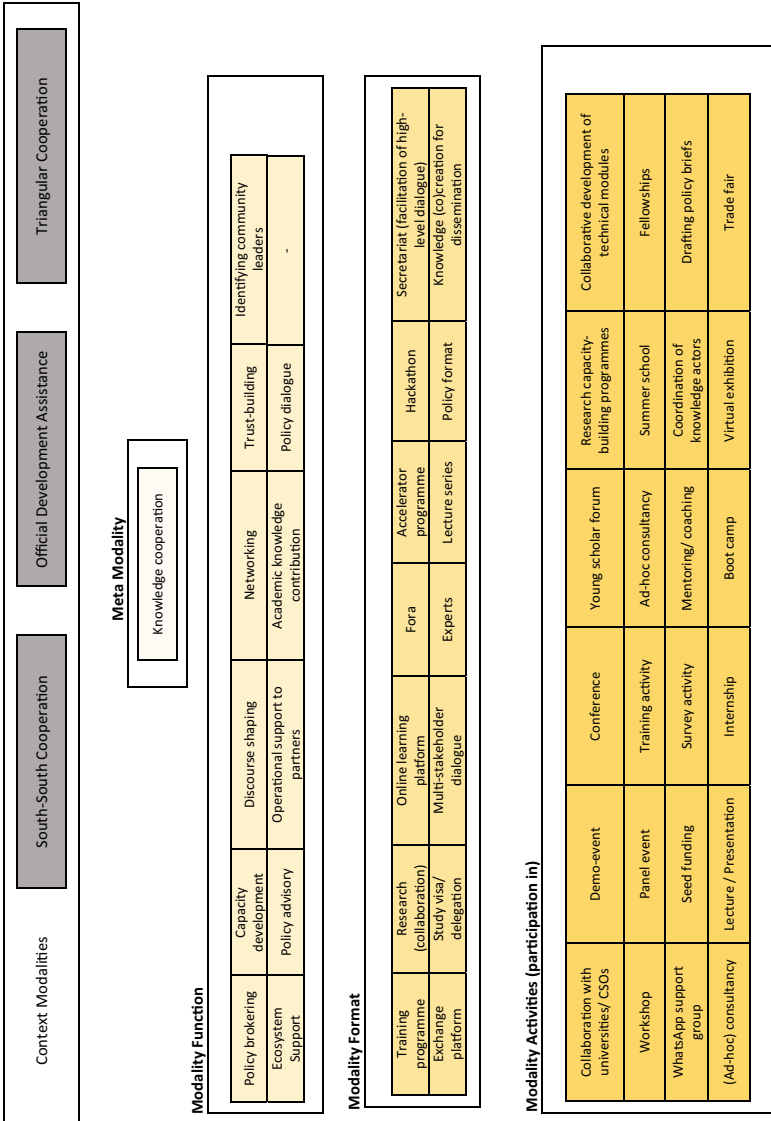 Context Modalities
South-South Cooperation
Official Development Assistance
Triangular Cooperation
Meta Modality
Knowledge cooperation
Modality Function
Policy brokering
Capacity
development
Discourse shaping
Networking
Trust-building
Identifying community
leaders
Ecosystem
Support
Policy advisory
Operational support to
partners
Academic knowledge
contribution
Policy dialogue
-
Modality Format
Training
programme
Research
(collaboration)
Online learning
platform
Fora
Accelerator
programme
Hackathon
Secretariat (facilitation of high-
level dialogue)
Exchange
platform
Study visa/
delegation
Multi-stakeholder
dialogue
Experts
Lecture series
Policy format
Knowledge (co)creation for
dissemination
Modality Activities (participation in)
Collaboration with
universities/ CSOs
Demo-event
Conference
Young scholar forum
Research capacity-
building programmes
Collaborative development of
technical modules
Workshop
Panel event
Training activity
Ad-hoc consultancy
Summer school
Fellowships
WhatsApp support
group
Seed funding
Survey activity
Mentoring/ coaching
Coordination of
knowledge actors
Drafting policy briefs
(Ad-hoc) consultancy
Lecture / Presentation
Internship
Boot camp
Virtual exhibition
Trade fair